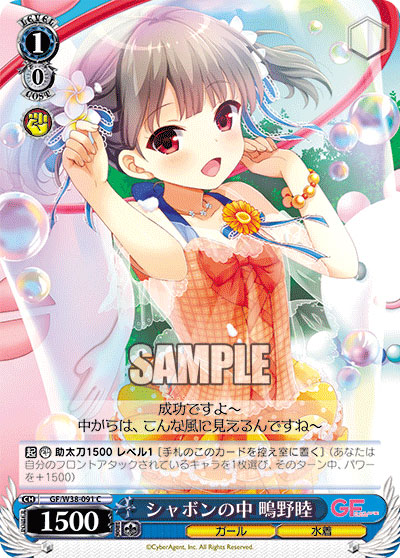 LEVEL
1
0
COST
SAMPLE
成功ですよ~
中からは、こんな風に見えるんですね~
起 助太刀1500 レベル1 [手札のこのカードを控え室に置く] (あなたは
自分のフロントアタックされているキャラを1枚選び、そのターン中、パワー
を+1500)
CH GF/W38-091 C
1500
シャボンの中 鴫野睦
GF
ガール 水着
©CyberAgent, Inc. All Rights Reserved.